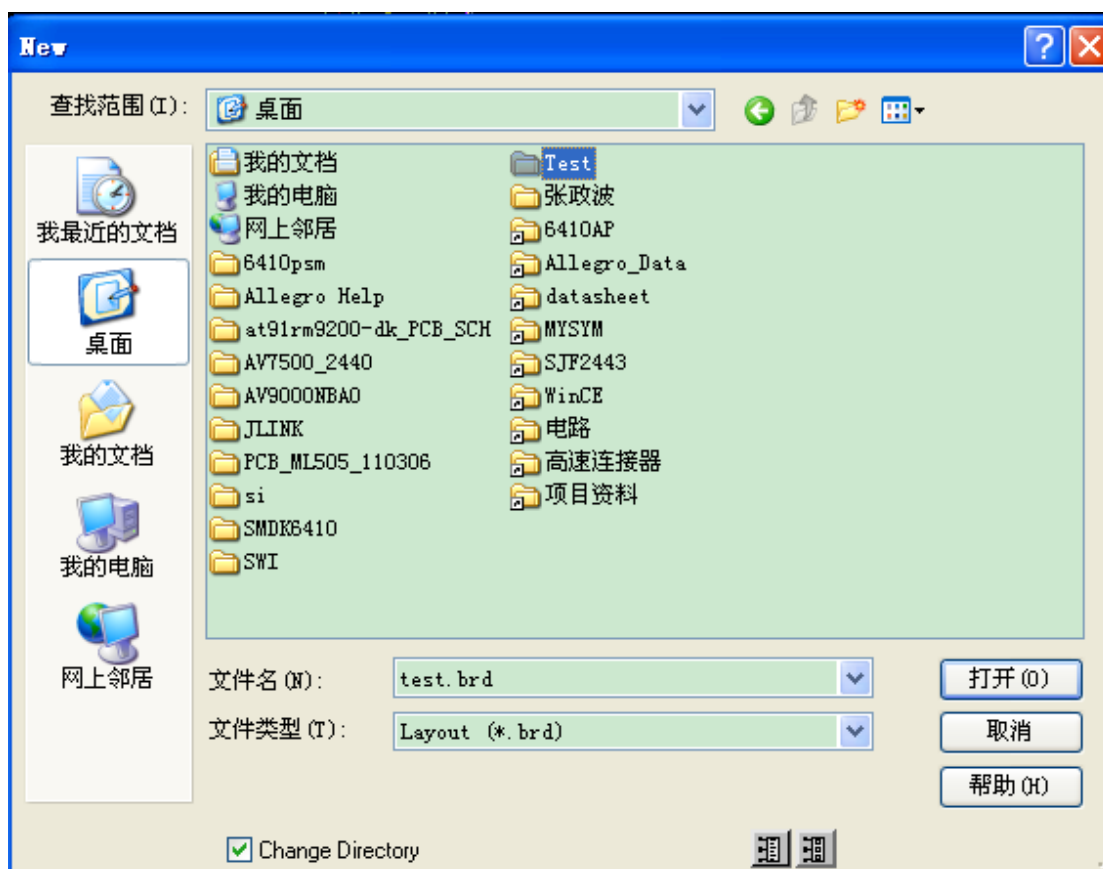 New
查找范围(I):
桌面
我最近的文档
桌面
我的文档
我的电脑
网上邻居
我的文档
我的电脑
网上邻居
6410psm
Allegro Help
at91rm9200-dk_PCB_SCH
AV7500_2440
AV9000NBAO
JLINK
PCB_ML505_110306
si
SMDK6410
SWI
Test
张政波
6410AP
Allegro_Data
datasheet
MYSYM
SJF2443
WinCE
电路
高速连接器
项目资料
文件名(N):
test.brd
打开(O)
文件类型(T):
Layout (*.brd)
取消
帮助(H)
Change Directory